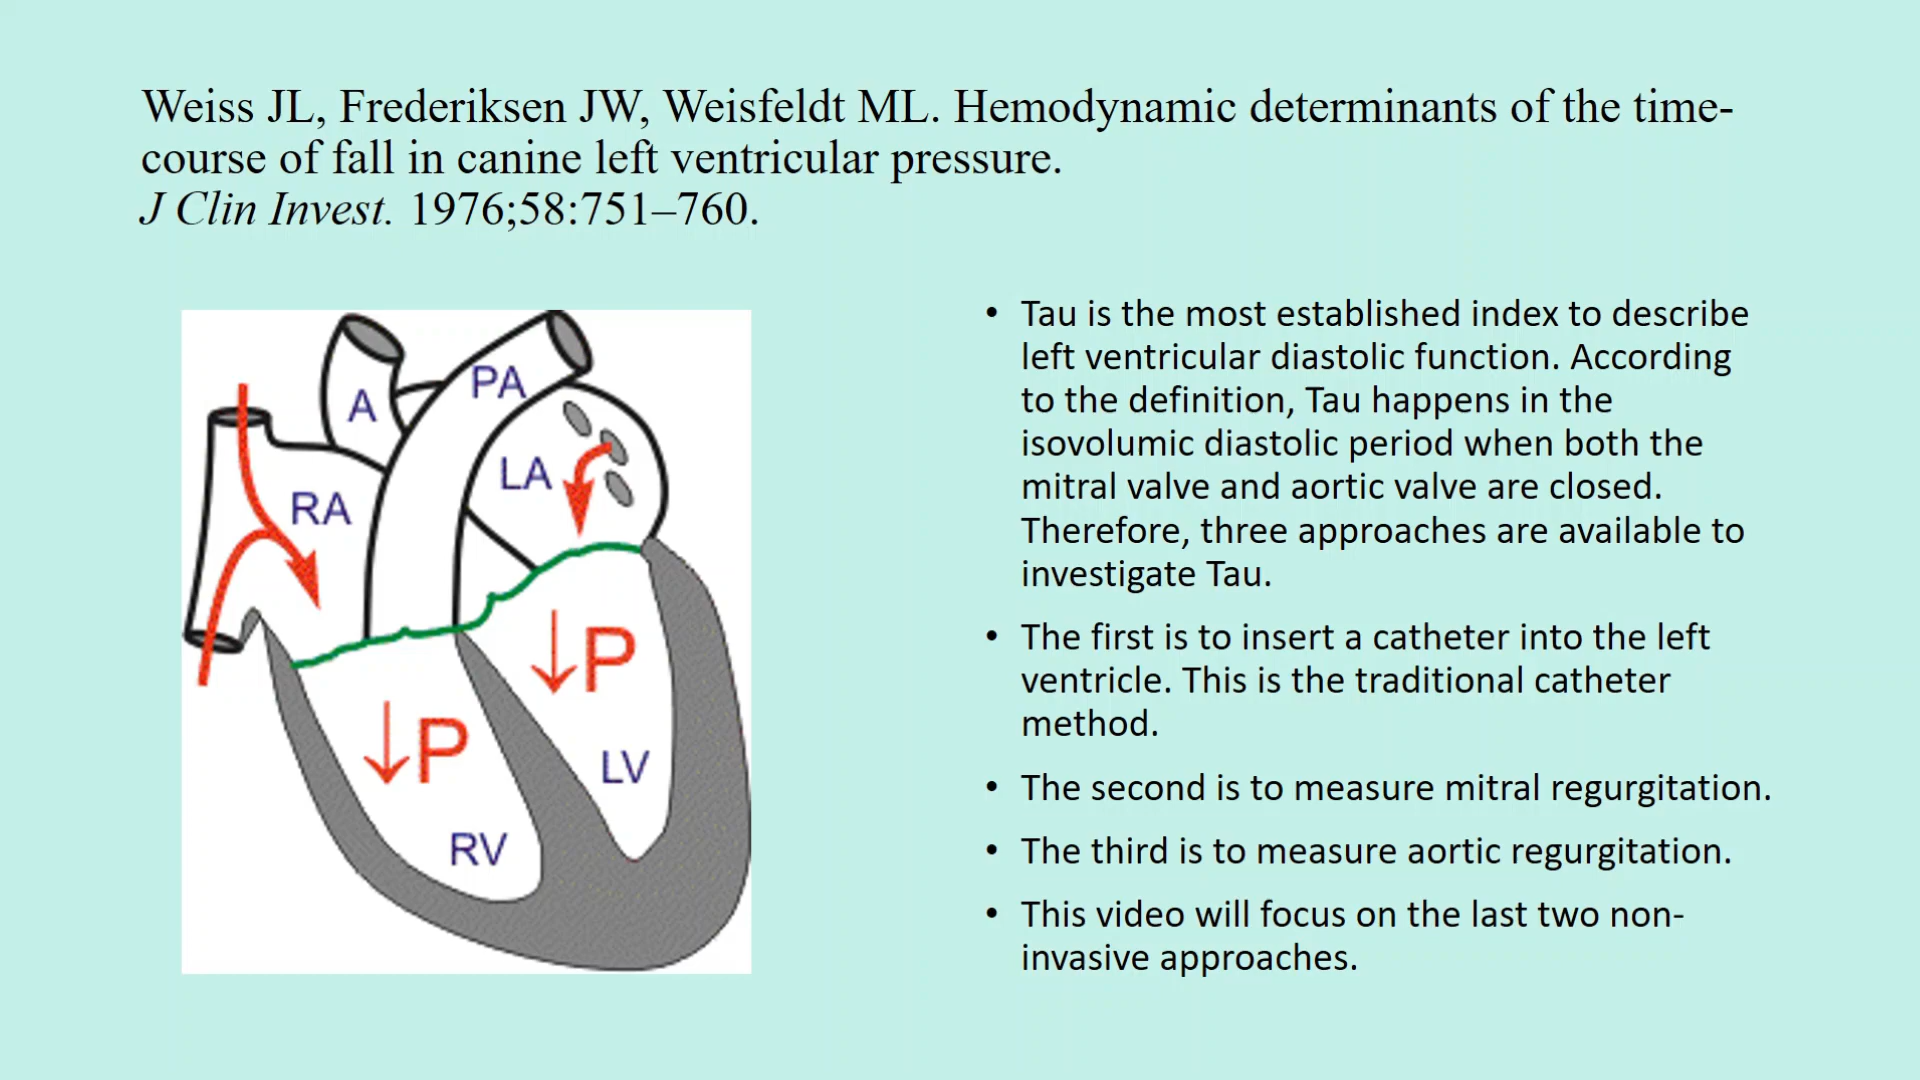 Weiss JL, Frederiksen JW, Weisfeldt ML. Hemodynamic determinants of the time-
course of fall in canine left ventricular pressure.
J Clin Invest. 1976;58:751–760.
A
PA
LA
RA
↓P
↓P
LV
RV
• Tau is the most established index to describe
left ventricular diastolic function. According
to the definition, Tau happens in the
isovolumic diastolic period when both the
mitral valve and aortic valve are closed.
Therefore, three approaches are available to
investigate Tau.
• The first is to insert a catheter into the left
ventricle. This is the traditional catheter
method.
• The second is to measure mitral regurgitation.
• The third is to measure aortic regurgitation.
• This video will focus on the last two non-
invasive approaches.